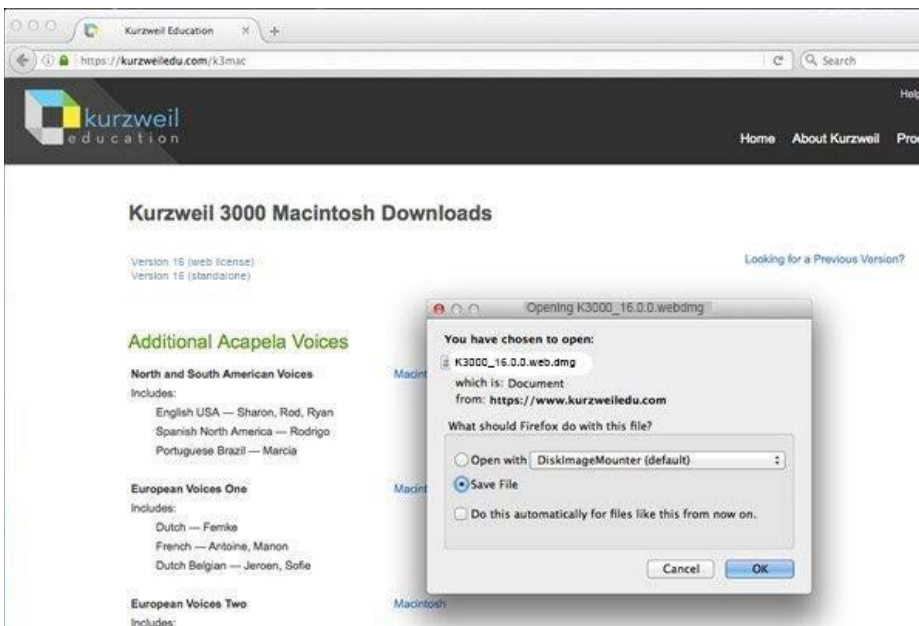 Kurzweil Education
https://kurzweiledu.com/k3mac
Search
kurzweil
education
Help
Home About Kurzweil
Kurzweil 3000 Macintosh Downloads
Version 16 (web license)
Version 16 (standalone)
Looking for a Previous Version?
Additional Acapela Voices
North and South American Voices
Includes:
English USA — Sharon, Rod, Ryan
Spanish North America — Rodrigo
Portuguese Brazil — Marcia
European Voices One
Includes:
Dutch — Femke
French — Antoine, Manon
Dutch Belgian — Jeroen, Sofie
European Voices Two
Macintosh
Includes:
Opening K3000_16.0.0.webdmg
You have chosen to open:
K3000_16.0.0.web.dmg
which is: Document
from: https://www.kurzweiledu.com
What should Firefox do with this file?
Open with DiskImageMounter (default)
Save File
Do this automatically for files like this from now on.
Cancel OK